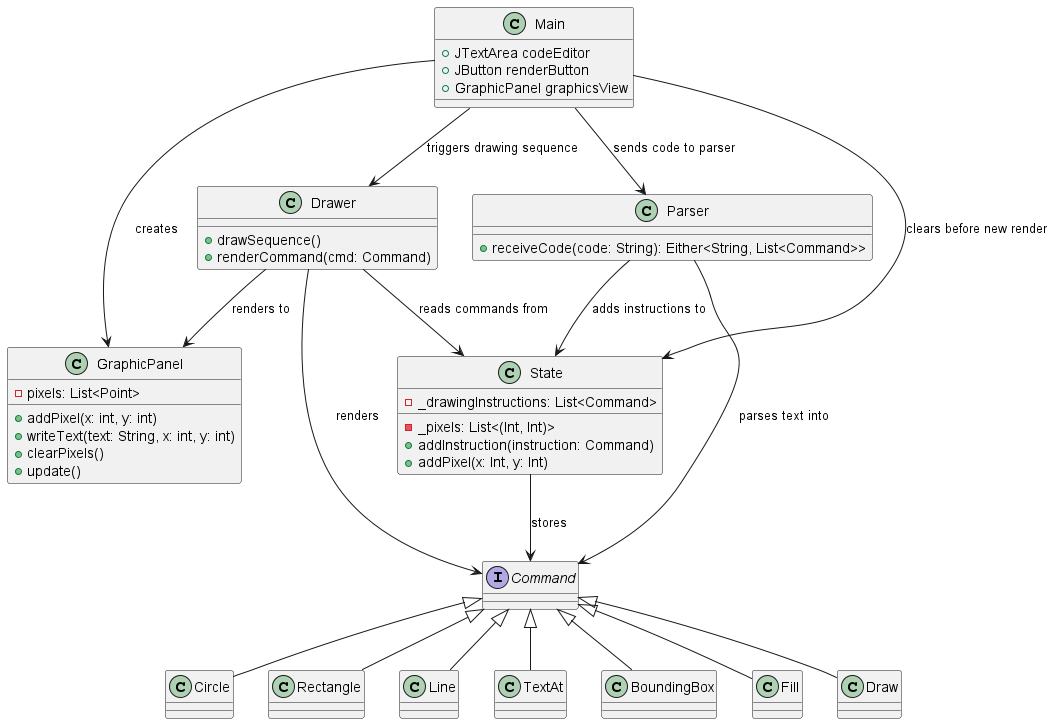 C Main
JTextArea codeEditor
JButton renderButton
GraphicPanel graphicsView
triggers drawing sequence
sends code to parser
C Drawer
drawSequence()
renderCommand(cmd: Command)
C Parser
receiveCode(code: String): Either<String, List<Command>>
creates
clears before new render
renders to
reads commands from
adds instructions to
C GraphicPanel
pixels: List<Point>
addPixel(x: int, y: int)
writeText(text: String, x: int, y: int)
clearPixels()
update()
C State
_drawingInstructions: List<Command>
_pixels: List<(Int, Int)>
addInstruction(instruction: Command)
addPixel(x: Int, y: Int)
renders
parses text into
stores
I Command
C Circle
C Rectangle
C Line
C TextAt
C BoundingBox
C Fill
C Draw